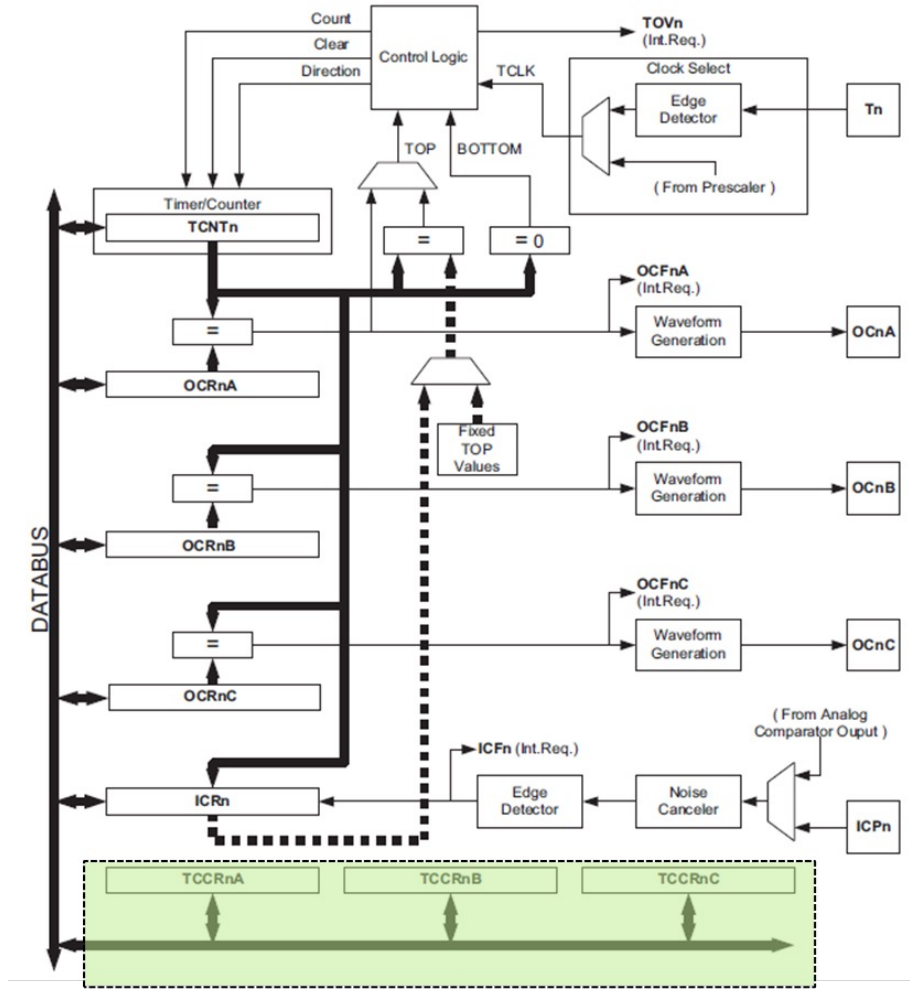 Count
Clear
Direction
Control Logic
TOVn
(Int.Req.)
TCLK
Clock Select
Edge
Detector
Tn
( From Prescaler )
TOP
BOTTOM
Timer/Counter
TCNTn
=
= 0
OCFnA
(Int.Req.)
=
Waveform
Generation
OCnA
OCRnA
Fixed
TOP
Values
OCFnB
(Int.Req.)
=
Waveform
Generation
OCnB
OCRnB
DATABUS
OCFnC
(Int.Req.)
=
Waveform
Generation
OCnC
OCRnC
( From Analog
Comparator Ouput )
ICFn (Int.Req.)
ICRn
Edge
Detector
Noise
Canceler
ICPn
TCCRnA
TCCRnB
TCCRnC